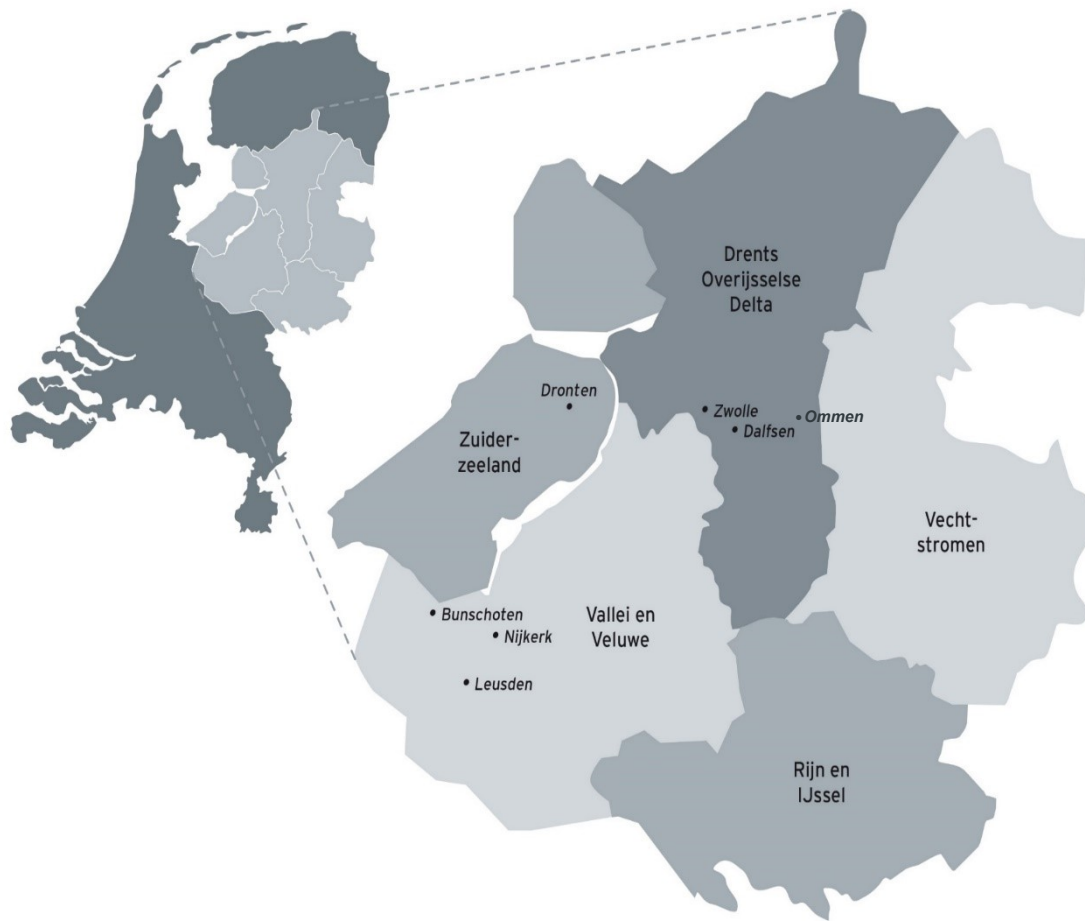 Drents
Overijsselse
Delta
Dronten
Zwolle
Ommen
Dalfsen
Zuider-
zeeland
Vecht-
stromen
Bunschoten
Nijkerk
Vallei en
Veluwe
Leusden
Rijn en
IJssel